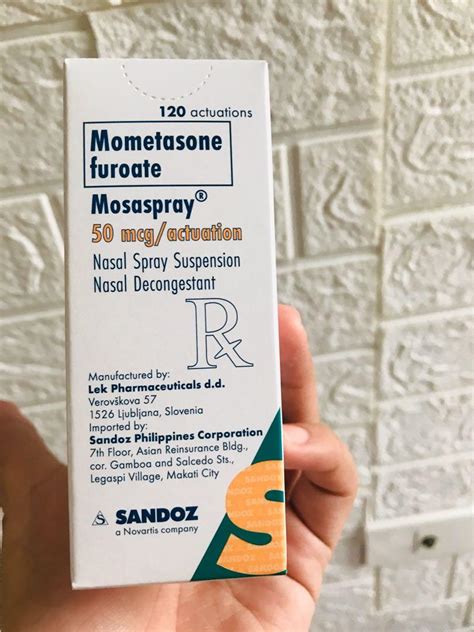 120 actuations
Mometasone
furoate
Mosaspray®
50 mcg/actuation
Nasal Spray Suspension
Nasal Decongestant
Rx
Manufactured by:
Lek Pharmaceuticals d.d.
Verovškova 57
1526 Ljubljana, Slovenia
Imported by:
Sandoz Philippines Corporation
7th Floor, Asian Reinsurance Bldg.,
cor. Gamboa and Salcedo Sts.,
Legaspi Village, Makati City
S SANDOZ
a Novartis company